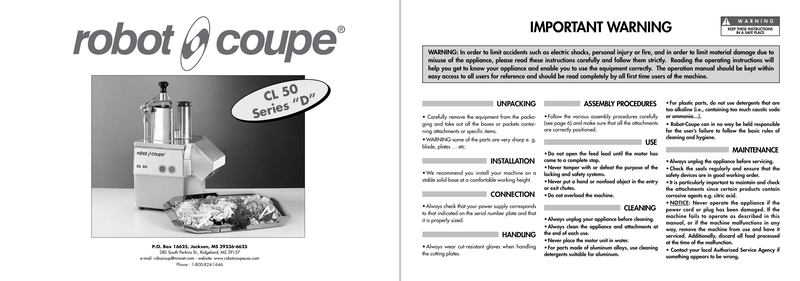 robot coupe®
CL 50
Series "D"
robot coupe
CL 50
P.O. Box 16625, Jackson, MS 39236-6625
280 South Perkins St., Ridgeland, MS 39157
e-mail: robocoup@misnet.com - website: www.robotcoupeusa.com
Phone : 1-800-824-1646
IMPORTANT WARNING
WARNING
KEEP THESE INSTRUCTIONS
IN A SAFE PLACE
WARNING: In order to limit accidents such as electric shocks, personal injury or fire, and in order to limit material damage due to
misuse of the appliance, please read these instructions carefully and follow them strictly. Reading the operating instructions will
help you get to know your appliance and enable you to use the equipment correctly. The operation manual should be kept within
easy access to all users for reference and should be read completely by all first time users of the machine.
UNPACKING
• Carefully remove the equipment from the packa-
ging and take out all the boxes or packets contai-
ning attachments or specific items.
• WARNING-some of the parts are very sharp e. g.
blade, plates ... etc.
INSTALLATION
• We recommend you install your machine on a
stable solid base at a comfortable working height.
CONNECTION
• Always check that your power supply corresponds
to that indicated on the serial number plate and that
it is properly sized.
HANDLING
• Always wear cut-resistant gloves when handling
the cutting plates.
ASSEMBLY PROCEDURES
• Follow the various assembly procedures carefully
(see page 6) and make sure that all the attachments
are correctly positioned.
USE
• Do not open the feed lead until the motor has
come to a complete stop.
• Never tamper with or defeat the purpose of the
locking and safety systems.
• Never put a hand or nonfood object in the entry
or exit chutes.
• Do not overload the machine.
CLEANING
• Always unplug your appliance before cleaning.
• Always clean the appliance and attachments at
the end of each use.
• Never place the motor unit in water.
• For parts made of aluminum alloys, use cleaning
detergents suitable for aluminum.
• For plastic parts, do not use detergents that are
too alkaline (i.e., containing too much caustic soda
or ammonia...).
• Robot-Coupe can in no way be held responsible
for the user's failure to follow the basic rules of
cleaning and hygiene.
MAINTENANCE
• Always unplug the appliance before servicing.
• Check the seals regularly and ensure that the
safety devices are in good working order.
• It is particularly important to maintain and check
the attachments since certain products contain
corrosive agents e.g. citric acid.
• NOTICE: Never operate the appliance if the
power cord or plug has been damaged. If the
machine fails to operate as described in this
manual, or if the machine malfunctions in any
way, remove the machine from use and have it
serviced. Additionally, discard all food processed
at the time of the malfunction.
• Contact your local Authorized Service Agency if
something appears to be wrong.